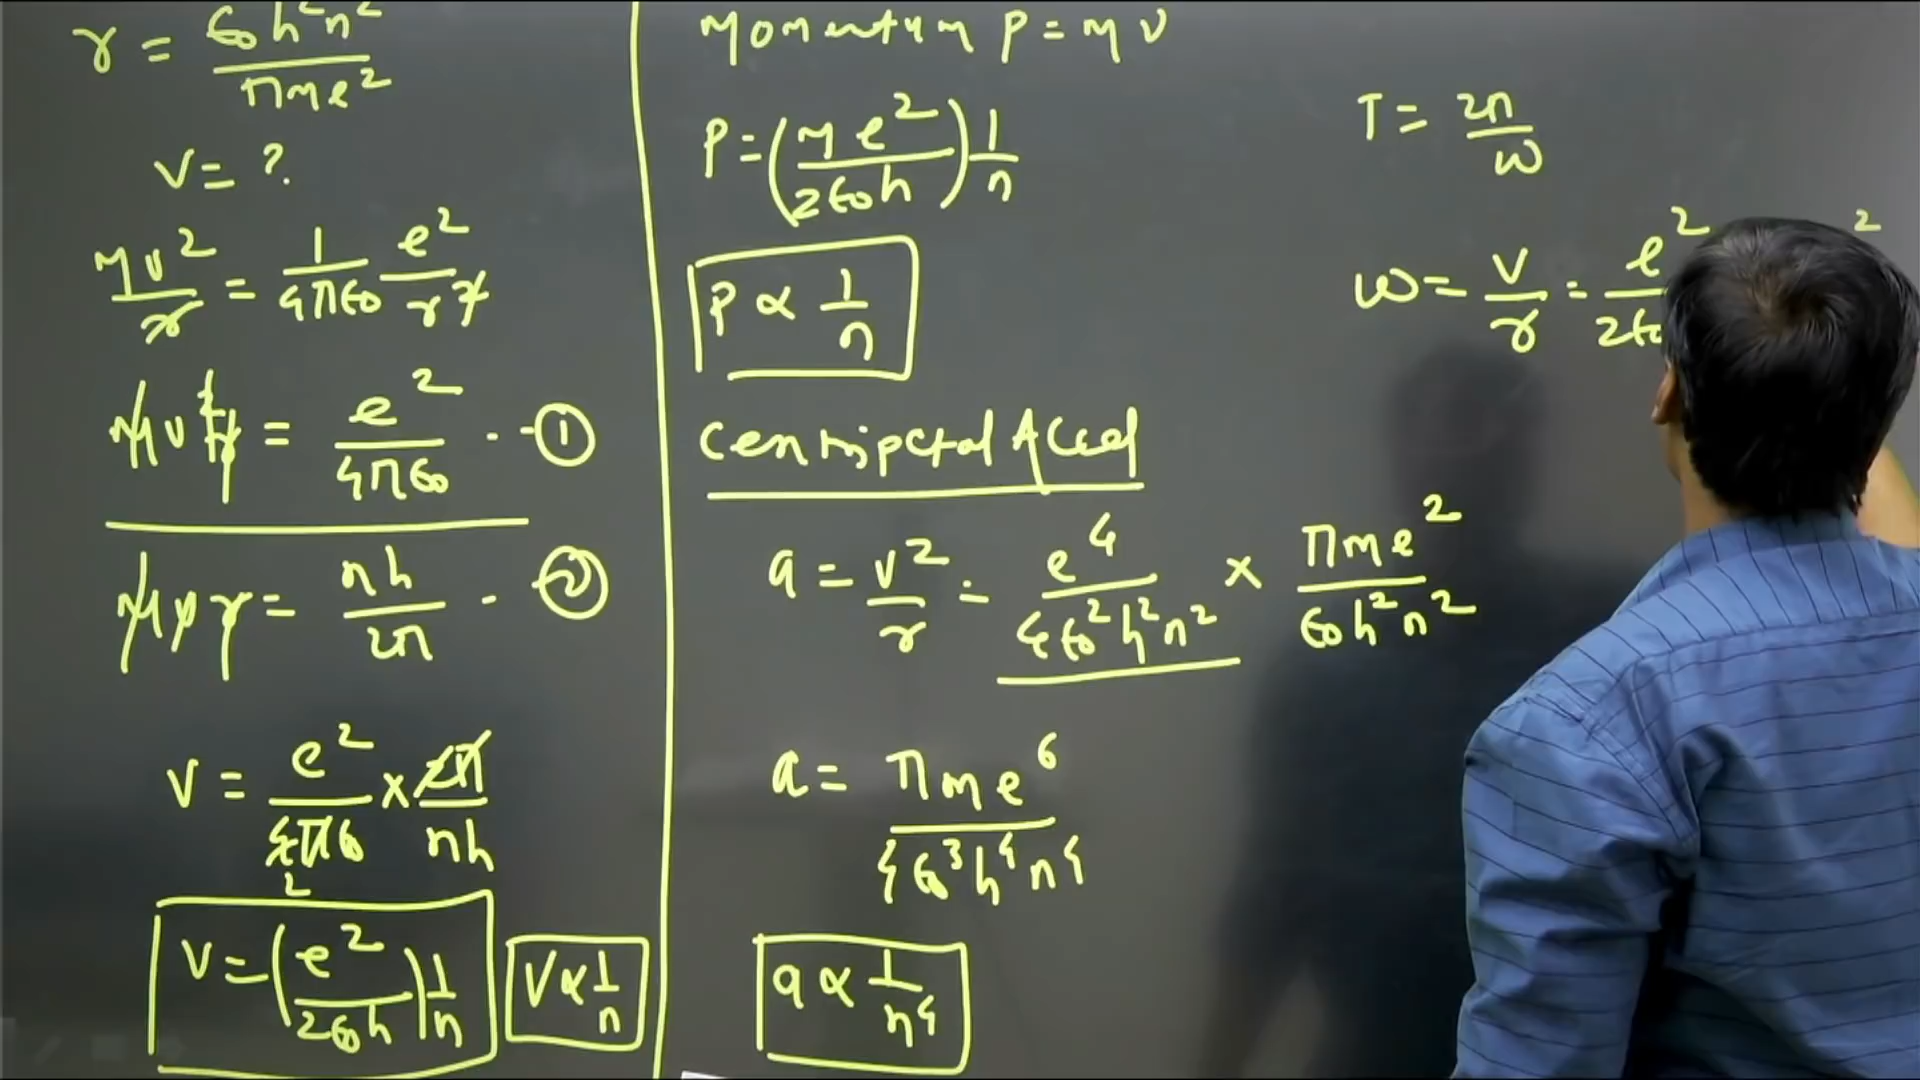 r = ε₀h²n² / πme²
v = ?
mv²/r = 1/4πε₀ e²/r²
mv²r = e²/4πε₀ - - ①
mvr = nh/2π - ②
v = e²/4πε₀ × 2π/nh
2
v = (e²/2ε₀h) 1/n
v ∝ 1/n
Momentum P = mv
P = (me²/2ε₀h) 1/n
P ∝ 1/n
Centripetal Accel
a = v²/r = e⁴/4ε₀²h²n² × πme²/ε₀h²n²
a = πme⁶/4ε₀³h⁴n⁴
a ∝ 1/n⁴
T = 2π/ω
ω = v/r = e²/2ε₀ 2